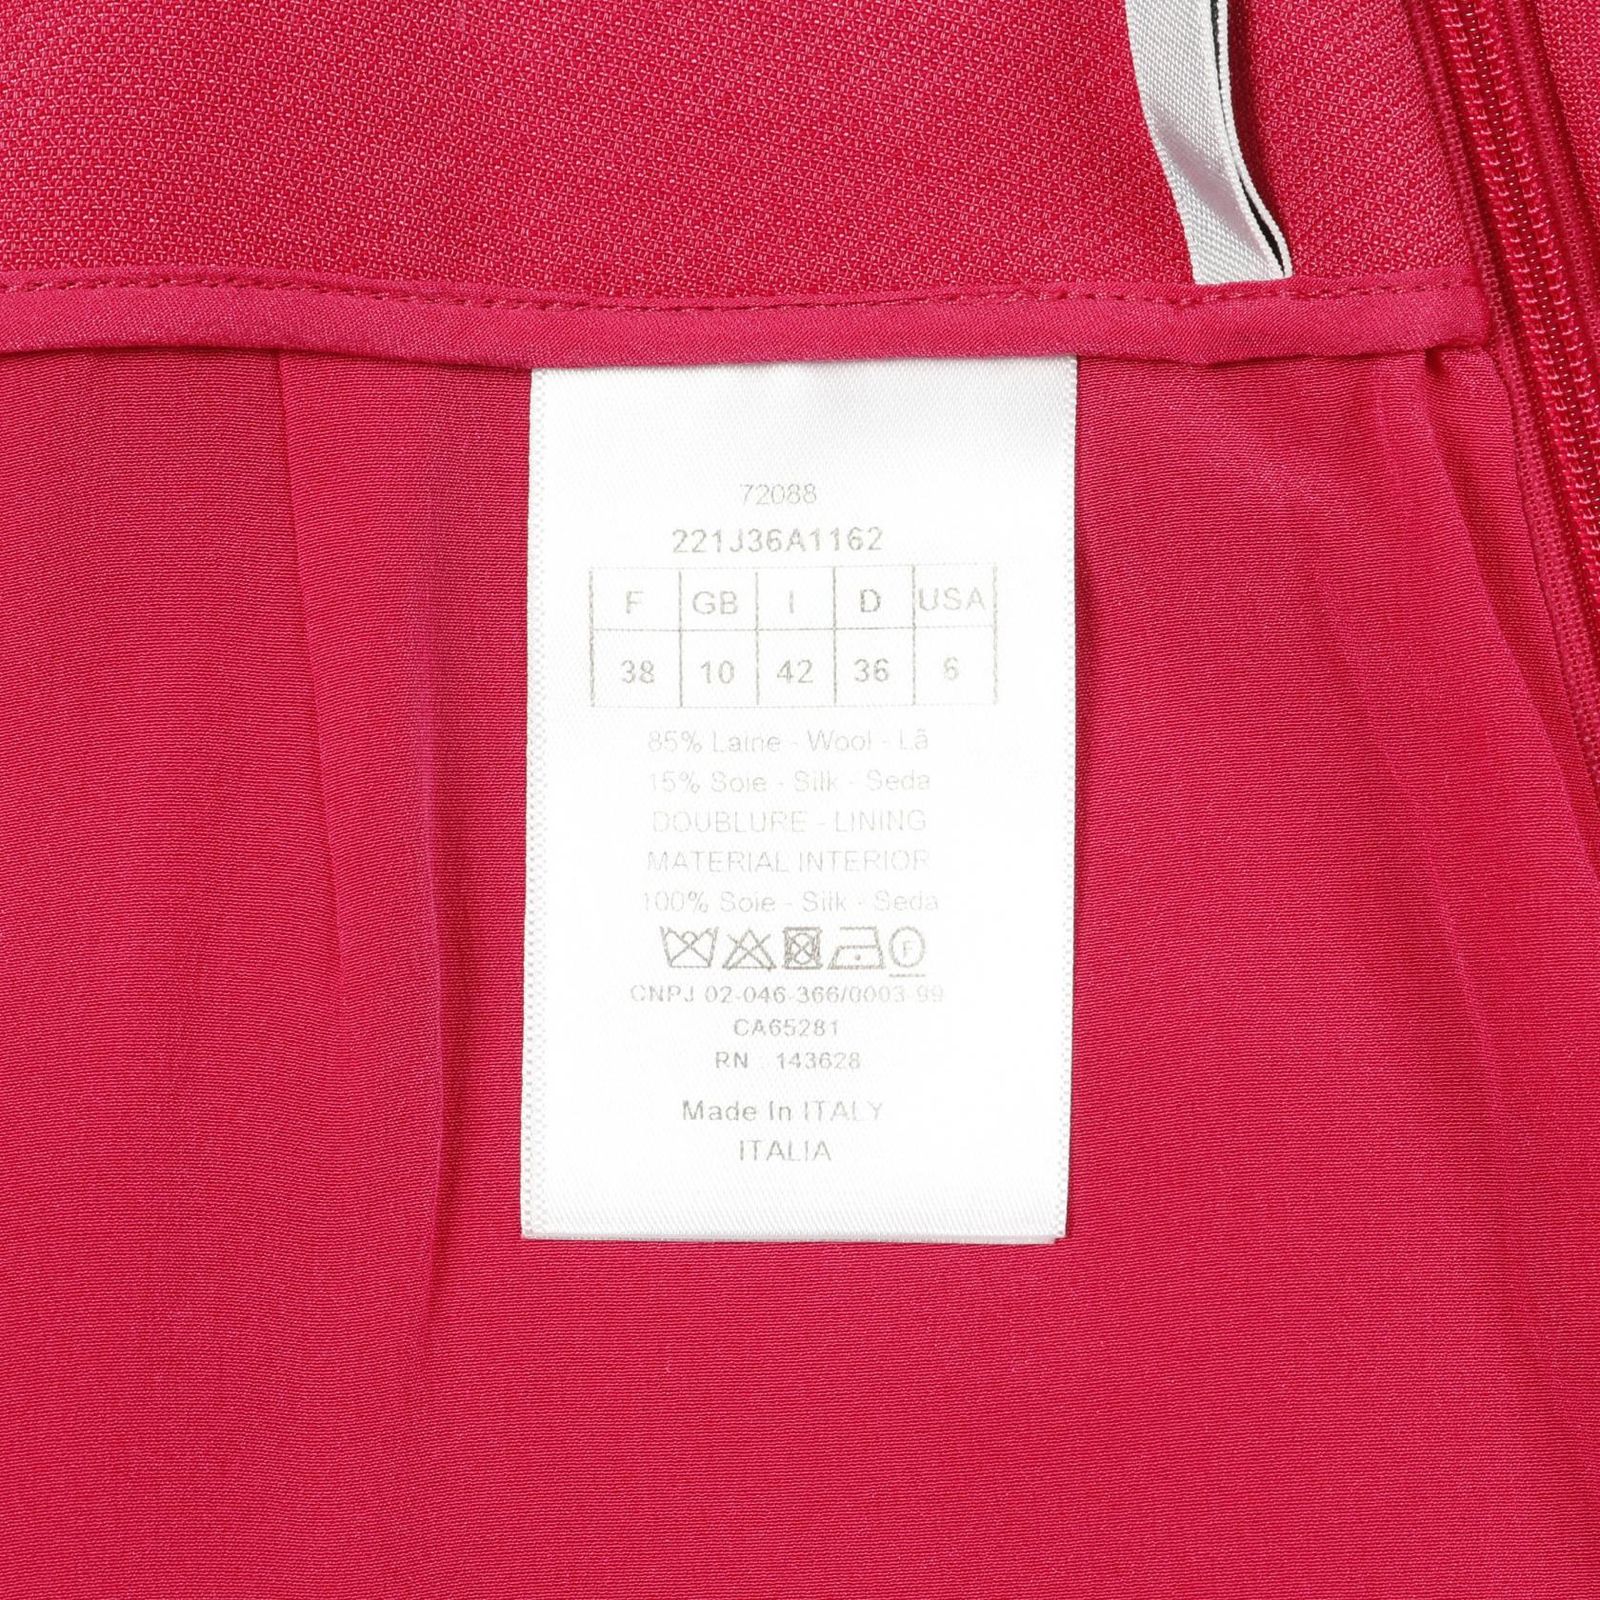 72088
221J36A1162
F GB I D USA
38 10 42 36 6
85% Laine - Wool - Lã
15% Soie - Silk - Seda
DOUBLURE - LINING
MATERIAL INTERIOR
100% Soie - Silk - Seda
F
CNPJ 02-046-366/0003-99
CA65281
RN : 143628
Made In ITALY
ITALIA